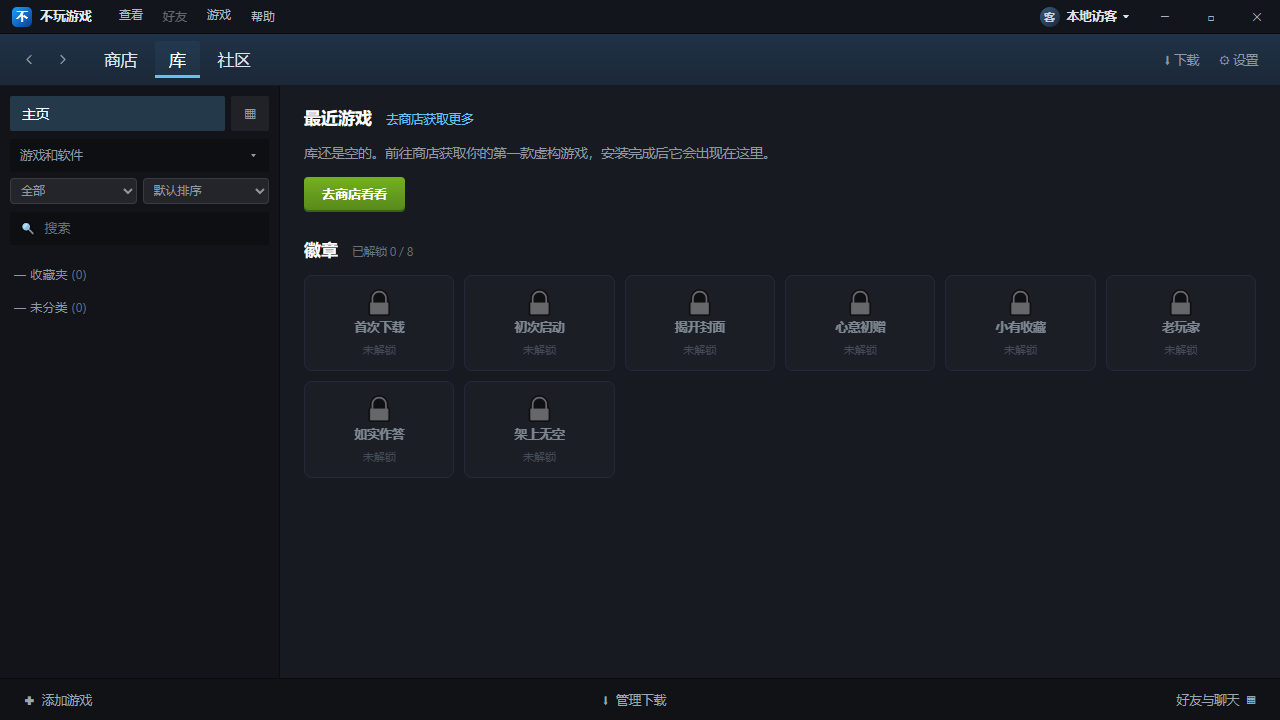 不 不玩游戏 查看 好友 游戏 帮助 客 本地访客
商店 库 社区 下载 设置
主页
游戏和软件
全部 默认排序
搜索
— 收藏夹 (0)
— 未分类 (0)
最近游戏 去商店获取更多
库还是空的。前往商店获取你的第一款虚构游戏，安装完成后它会出现在这里。
去商店看看
徽章 已解锁 0 / 8
首次下载 初次启动 揭开封面 心意初赠 小有收藏 老玩家
未解锁 未解锁 未解锁 未解锁 未解锁 未解锁
如实作答 架上无空
未解锁 未解锁
添加游戏 管理下载 好友与聊天